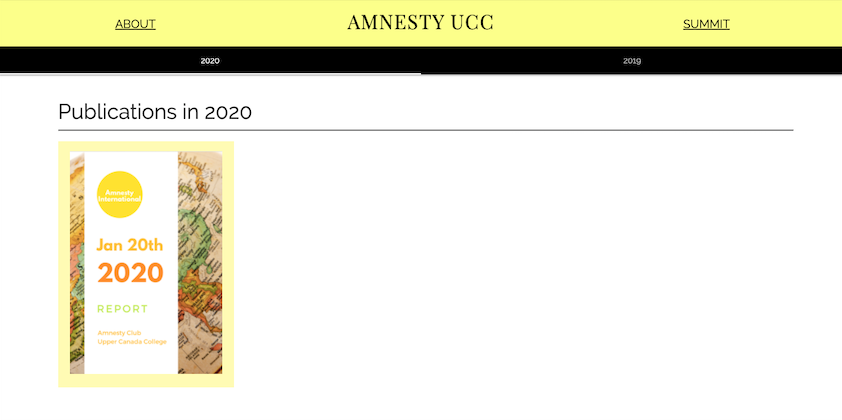 ABOUT
AMNESTY UCC
SUMMIT
2020
2019
Publications in 2020
Amnesty
International
Jan 20th
2020
REPORT
Amnesty Club
Upper Canada College